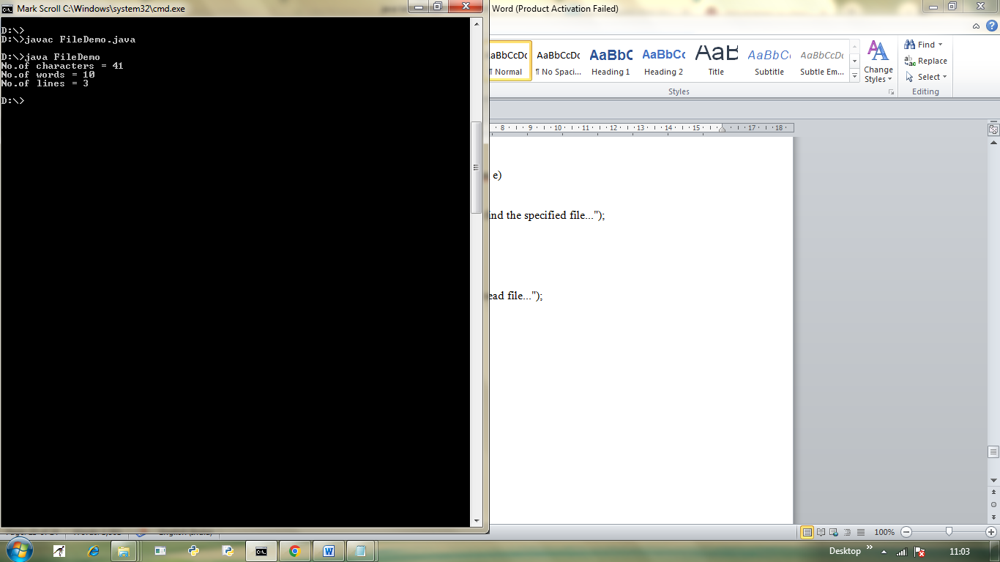 Mark Scroll C:\Windows\system32\cmd.exe
D:\>
D:\>javac FileDemo.java
D:\>java FileDemo
No.of characters = 41
No.of words = 10
No.of lines = 3
D:\>
Word (Product Activation Failed)
AaBbCcDc AaBbCcDc AaBbC AaBbCc AaB AaBbCc AaBbCcDc
¶ Normal ¶ No Spaci... Heading 1 Heading 2 Title Subtitle Subtle Em...
Change Styles
Find
Replace
Select
Styles
Editing
8 9 10 11 12 13 14 15 17 18
e)
ind the specified file...");
ead file...");
100%
C:\.
Desktop
11:03